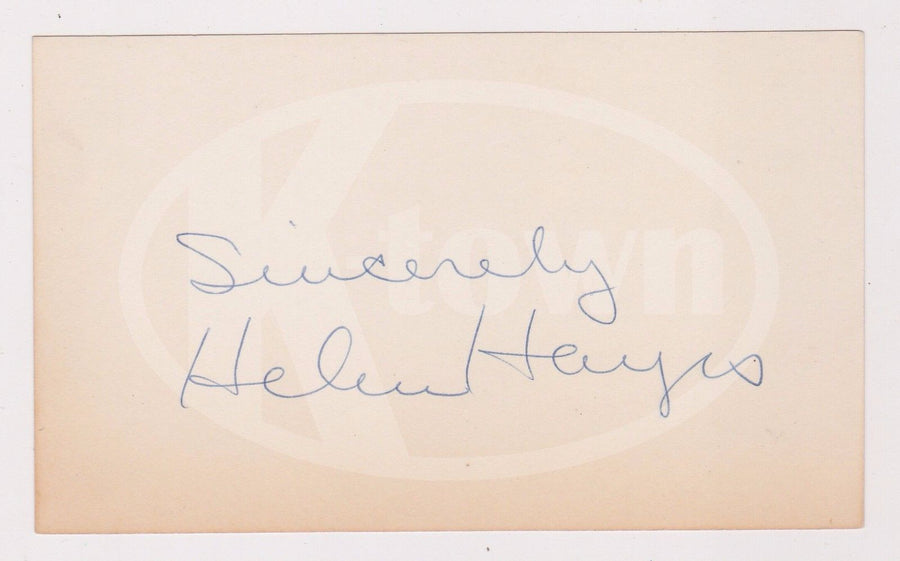 Ktown
Sincerely
Helen Hayes